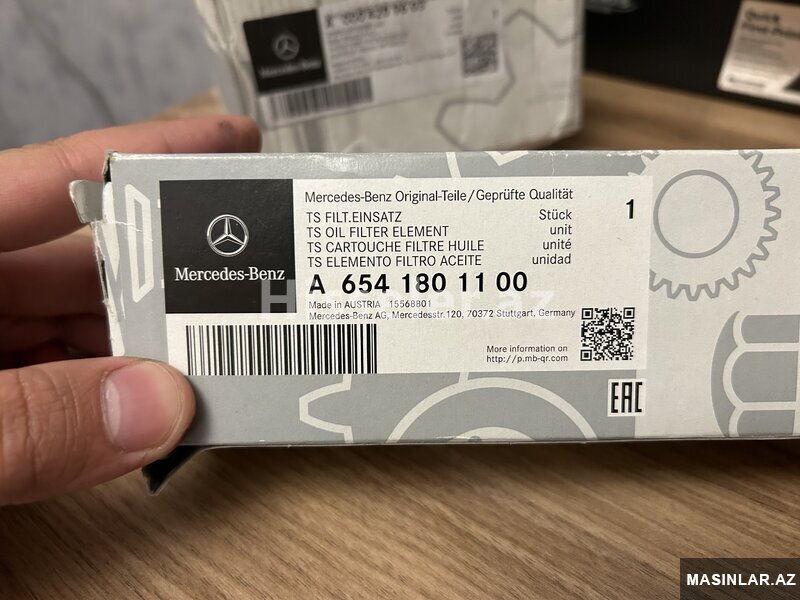 Mercedes-Benz
Mercedes-Benz Original-Teile/Geprüfte Qualität
TS FILT.EINSATZ Stück 1
TS OIL FILTER ELEMENT unit
TS CARTOUCHE FILTRE HUILE unité
TS ELEMENTO FILTRO ACEITE unidad
Mercedes-Benz
A 654 180 11 00
Made in AUSTRIA 15568801
Mercedes-Benz AG, Mercedesstr.120, 70372 Stuttgart, Germany
More information on
http://p.mb-qr.com
EAC
MASINLAR.AZ